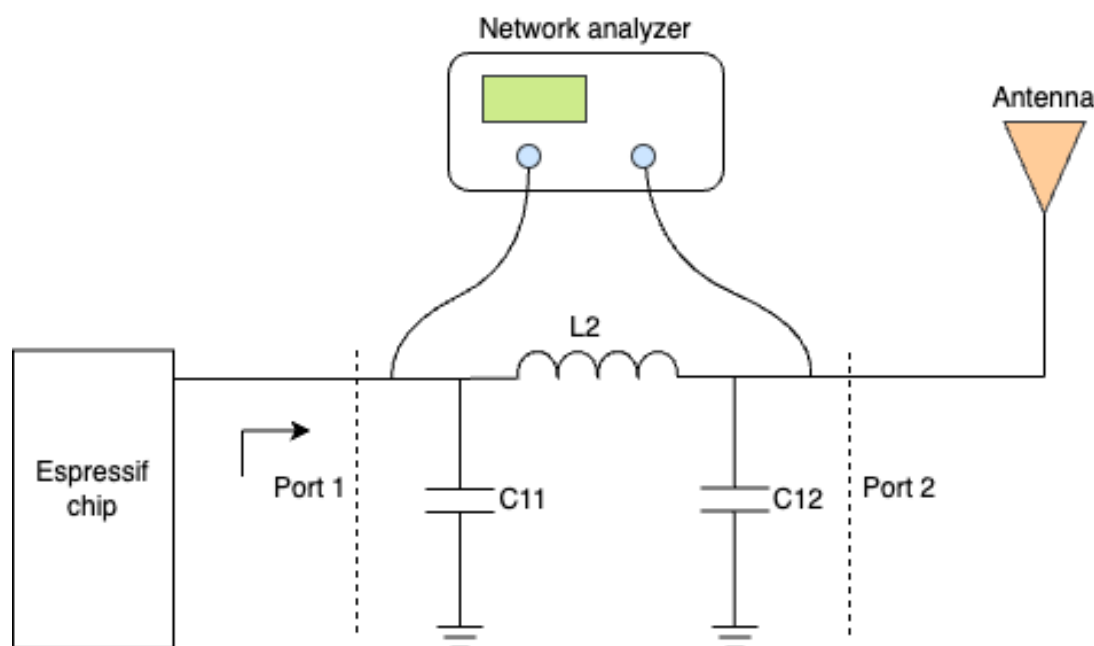 Network analyzer
Antenna
L2
Espressif
chip
Port 1
C11
C12
Port 2